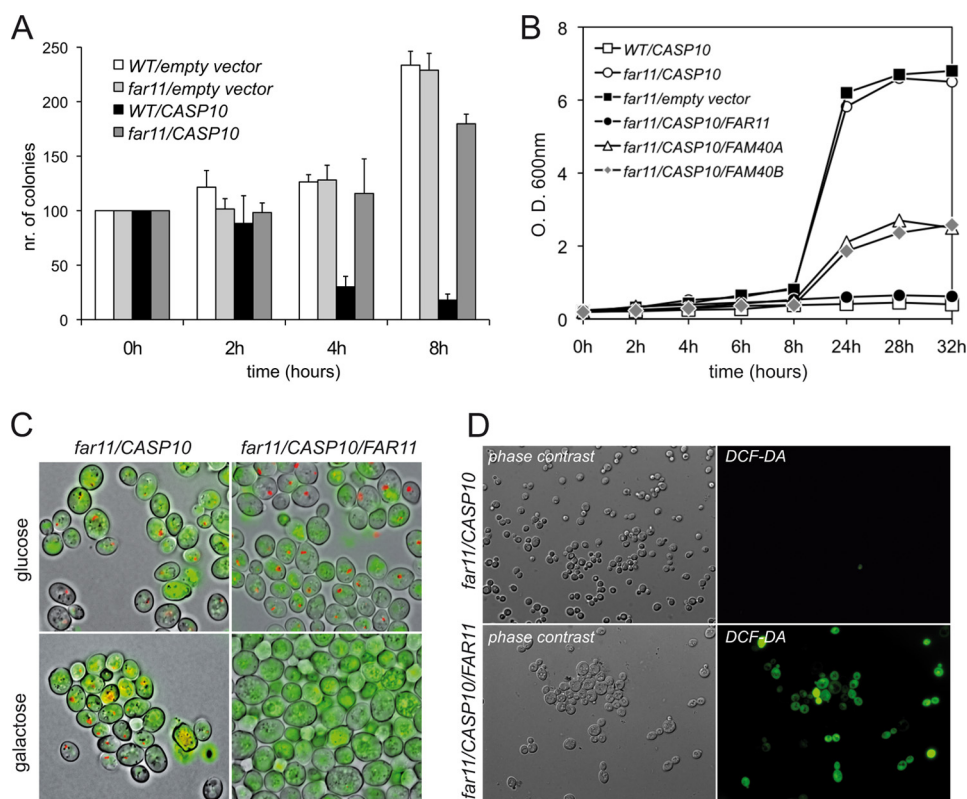 A
WT/empty vector
far11/empty vector
WT/CASP10
far11/CASP10
nr. of colonies
250
200
150
100
50
0
0h 2h 4h 8h
time (hours)
B
WT/CASP10
far11/CASP10
far11/empty vector
far11/CASP10/FAR11
far11/CASP10/FAM40A
far11/CASP10/FAM40B
O. D. 600nm
8
6
4
2
0
0h 2h 4h 6h 8h 24h 28h 32h
time (hours)
C
far11/CASP10 far11/CASP10/FAR11
glucose
galactose
D
far11/CASP10
phase contrast DCF-DA
far11/CASP10/FAR11
phase contrast DCF-DA